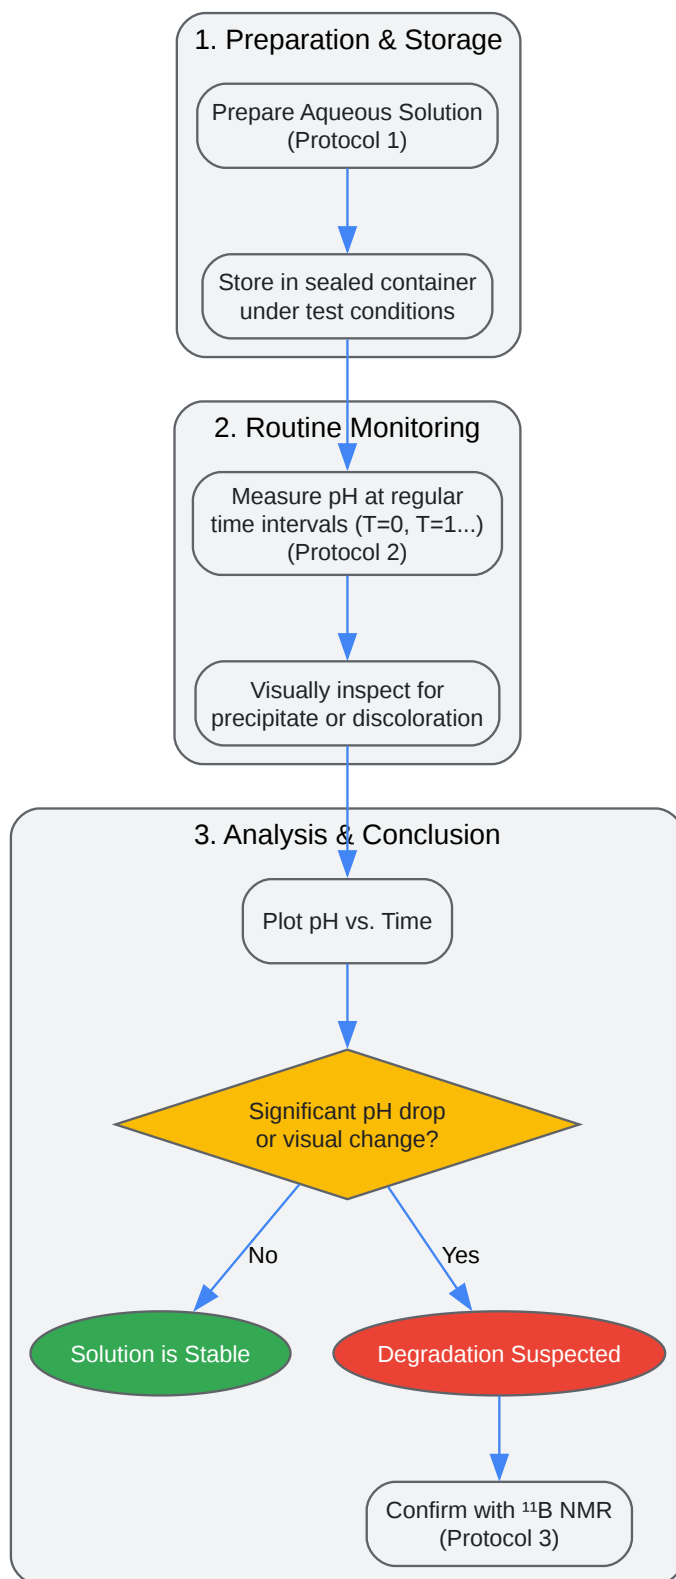 1. Preparation & Storage
Prepare Aqueous Solution
(Protocol 1)
Store in sealed container
under test conditions
2. Routine Monitoring
Measure pH at regular
time intervals (T=0, T=1...)
(Protocol 2)
Visually inspect for
precipitate or discoloration
3. Analysis & Conclusion
Plot pH vs. Time
Significant pH drop
or visual change?
No
Yes
Solution is Stable
Degradation Suspected
Confirm with ¹¹B NMR
(Protocol 3)